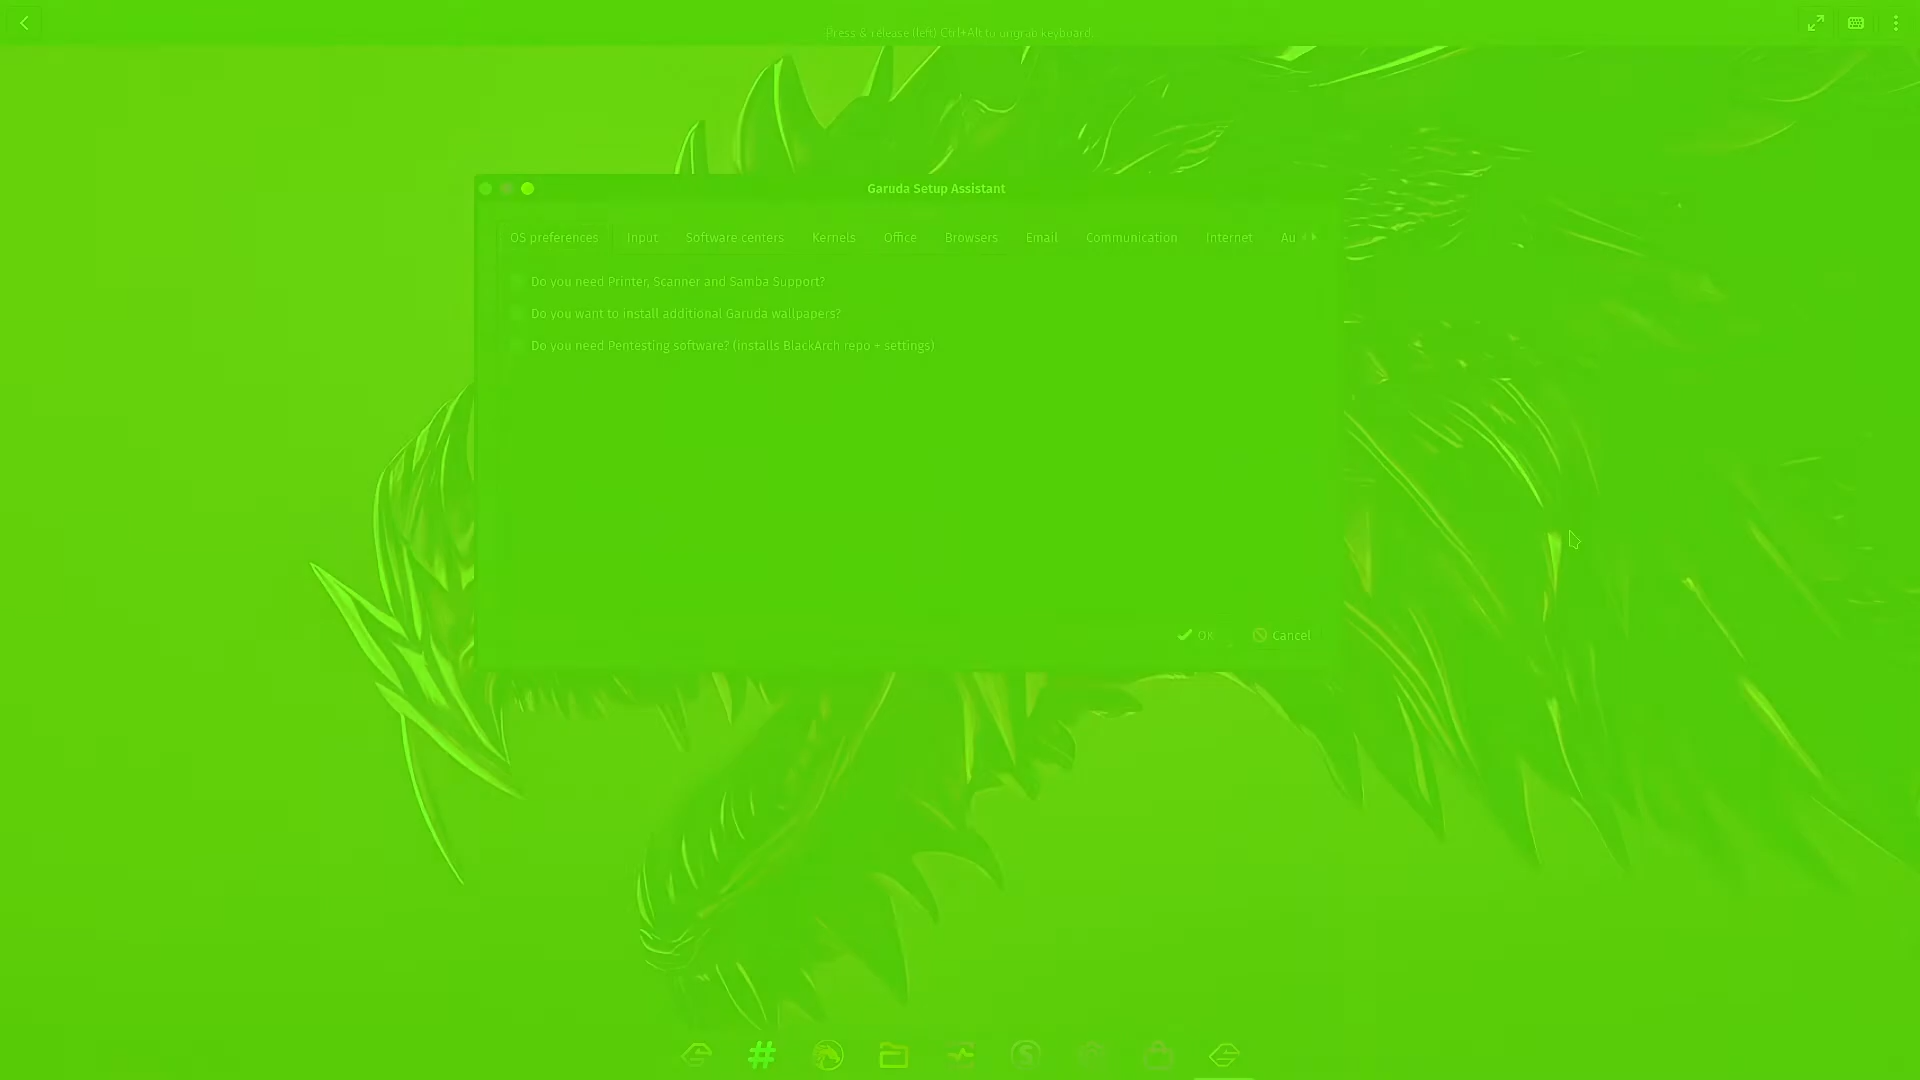 Press & release (left) Ctrl+Alt to ungrab keyboard.
Garuda Setup Assistant
OS preferences Input Software centers Kernels Office Browsers Email Communication Internet Au
Do you need Printer, Scanner and Samba Support?
Do you want to install additional Garuda wallpapers?
Do you need Pentesting software? (installs BlackArch repo + settings)
OK Cancel